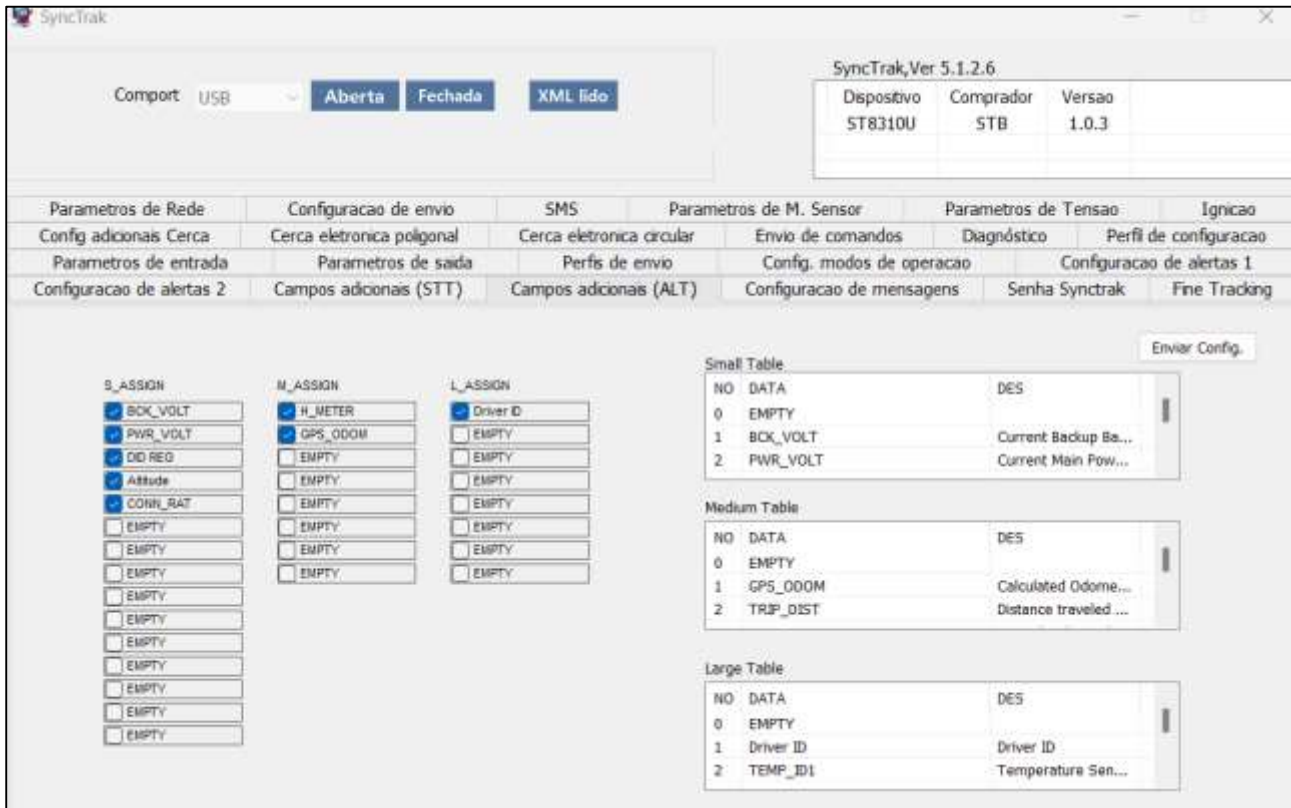 SyncTrak
Comport USB Aberta Fechada XML lido
SyncTrak,Ver 5.1.2.6
Dispositivo Comprador Versao
ST8310U STB 1.0.3
Parametros de Rede Configuracao de envio SMS Parametros de M. Sensor Parametros de Tensao Ignicao
Config adicionais Cerca Cerca eletronica poligonal Cerca eletronica circular Envio de comandos Diagnóstico Perfil de configuracao
Parametros de entrada Parametros de saida Perfis de envio Config. modos de operacao Configuracao de alertas 1
Configuracao de alertas 2 Campos adicionais (STT) Campos adicionais (ALT) Configuracao de mensagens Senha Synctrak Fine Tracking
Enviar Config.
S_ASSIGN
BCK_VOLT
PWR_VOLT
DID REG
Altitude
CONN_RAT
EMPTY
EMPTY
EMPTY
EMPTY
EMPTY
EMPTY
EMPTY
EMPTY
EMPTY
EMPTY
M_ASSIGN
H_METER
GPS_ODOM
EMPTY
EMPTY
EMPTY
EMPTY
EMPTY
EMPTY
L_ASSIGN
Driver ID
EMPTY
EMPTY
EMPTY
EMPTY
EMPTY
EMPTY
EMPTY
Small Table
NO DATA DES
0 EMPTY
1 BCK_VOLT Current Backup Ba...
2 PWR_VOLT Current Main Pow...
Medium Table
NO DATA DES
0 EMPTY
1 GPS_ODOM Calculated Odome...
2 TRIP_DIST Distance traveled ...
Large Table
NO DATA DES
0 EMPTY
1 Driver ID Driver ID
2 TEMP_ID1 Temperature Sen...